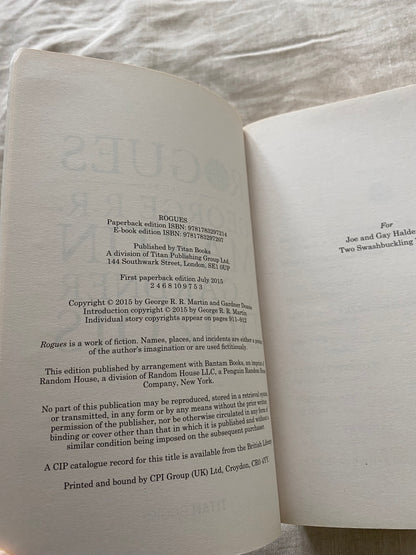 ROGUES
Paperback edition ISBN: 9781783297214
E-book edition ISBN: 9781783297207
Published by Titan Books
A division of Titan Publishing Group Ltd.
144 Southwark Street, London, SE1 0UP
First paperback edition July 2015
2 4 6 8 10 9 7 5 3
Copyright © 2015 by George R. R. Martin and Gardner Dozois
Introduction copyright © 2015 by George R. R. Martin
Individual story copyrights appear on pages 911–912
Rogues is a work of fiction. Names, places, and incidents are either a
of the author's imagination or are used fictitiously.
This edition published by arrangement with Bantam Books, an imprint of
Random House, a division of Random House LLC, a Penguin Random House
Company, New York.
No part of this publication may be reproduced, stored in a retrieval system,
or transmitted, in any form or by any means without the prior written
permission of the publisher, nor be otherwise circulated in any form of
binding or cover other than that in which it is published and without a
similar condition being imposed on the subsequent purchaser.
A CIP catalogue record for this title is available from the British Library.
Printed and bound by CPI Group (UK) Ltd, Croydon, CR0 4YY
For
Joe and Gay Halde
Two Swashbuckling